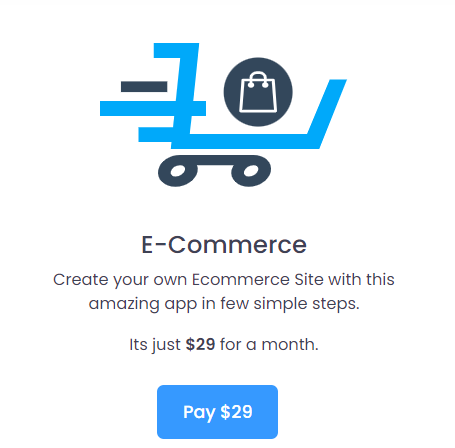 E-Commerce
Create your own Ecommerce Site with this
amazing app in few simple steps.
Its just $29 for a month.
Pay $29